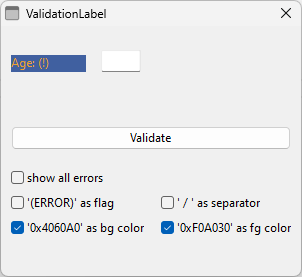 ValidationLabel
Age: (!)
Validate
show all errors
'(ERROR)' as flag
' / ' as separator
'0x4060A0' as bg color
'0xF0A030' as fg color